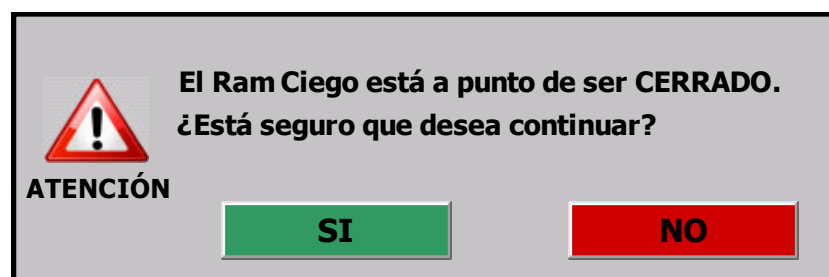 El Ram Ciego está a punto de ser CERRADO.
¿Está seguro que desea continuar?
ATENCIÓN
SI
NO